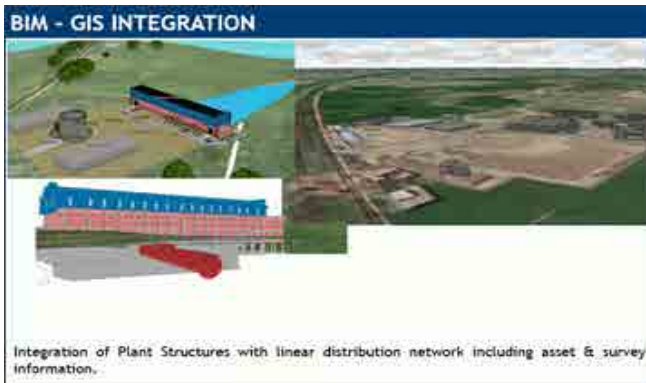 BIM - GIS INTEGRATION
Integration of Plant Structures with linear distribution network including asset & survey
information.